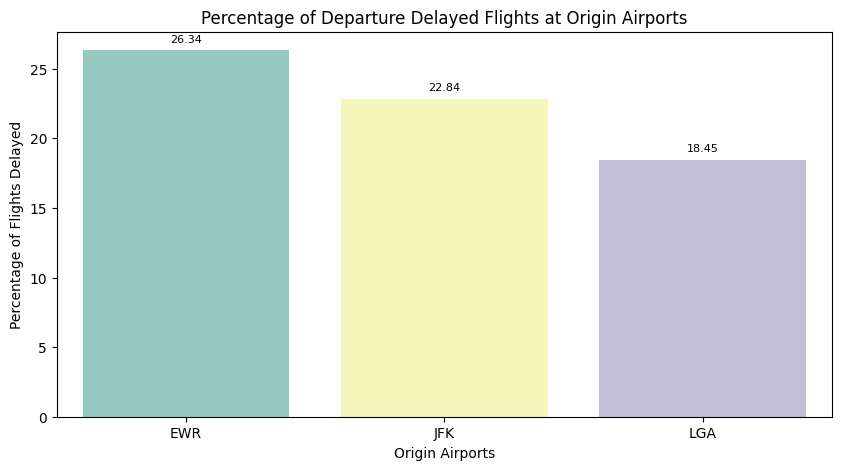 Percentage of Departure Delayed Flights at Origin Airports
26.34
22.84
18.45
25
20
15
10
5
0
Percentage of Flights Delayed
EWR
JFK
LGA
Origin Airports